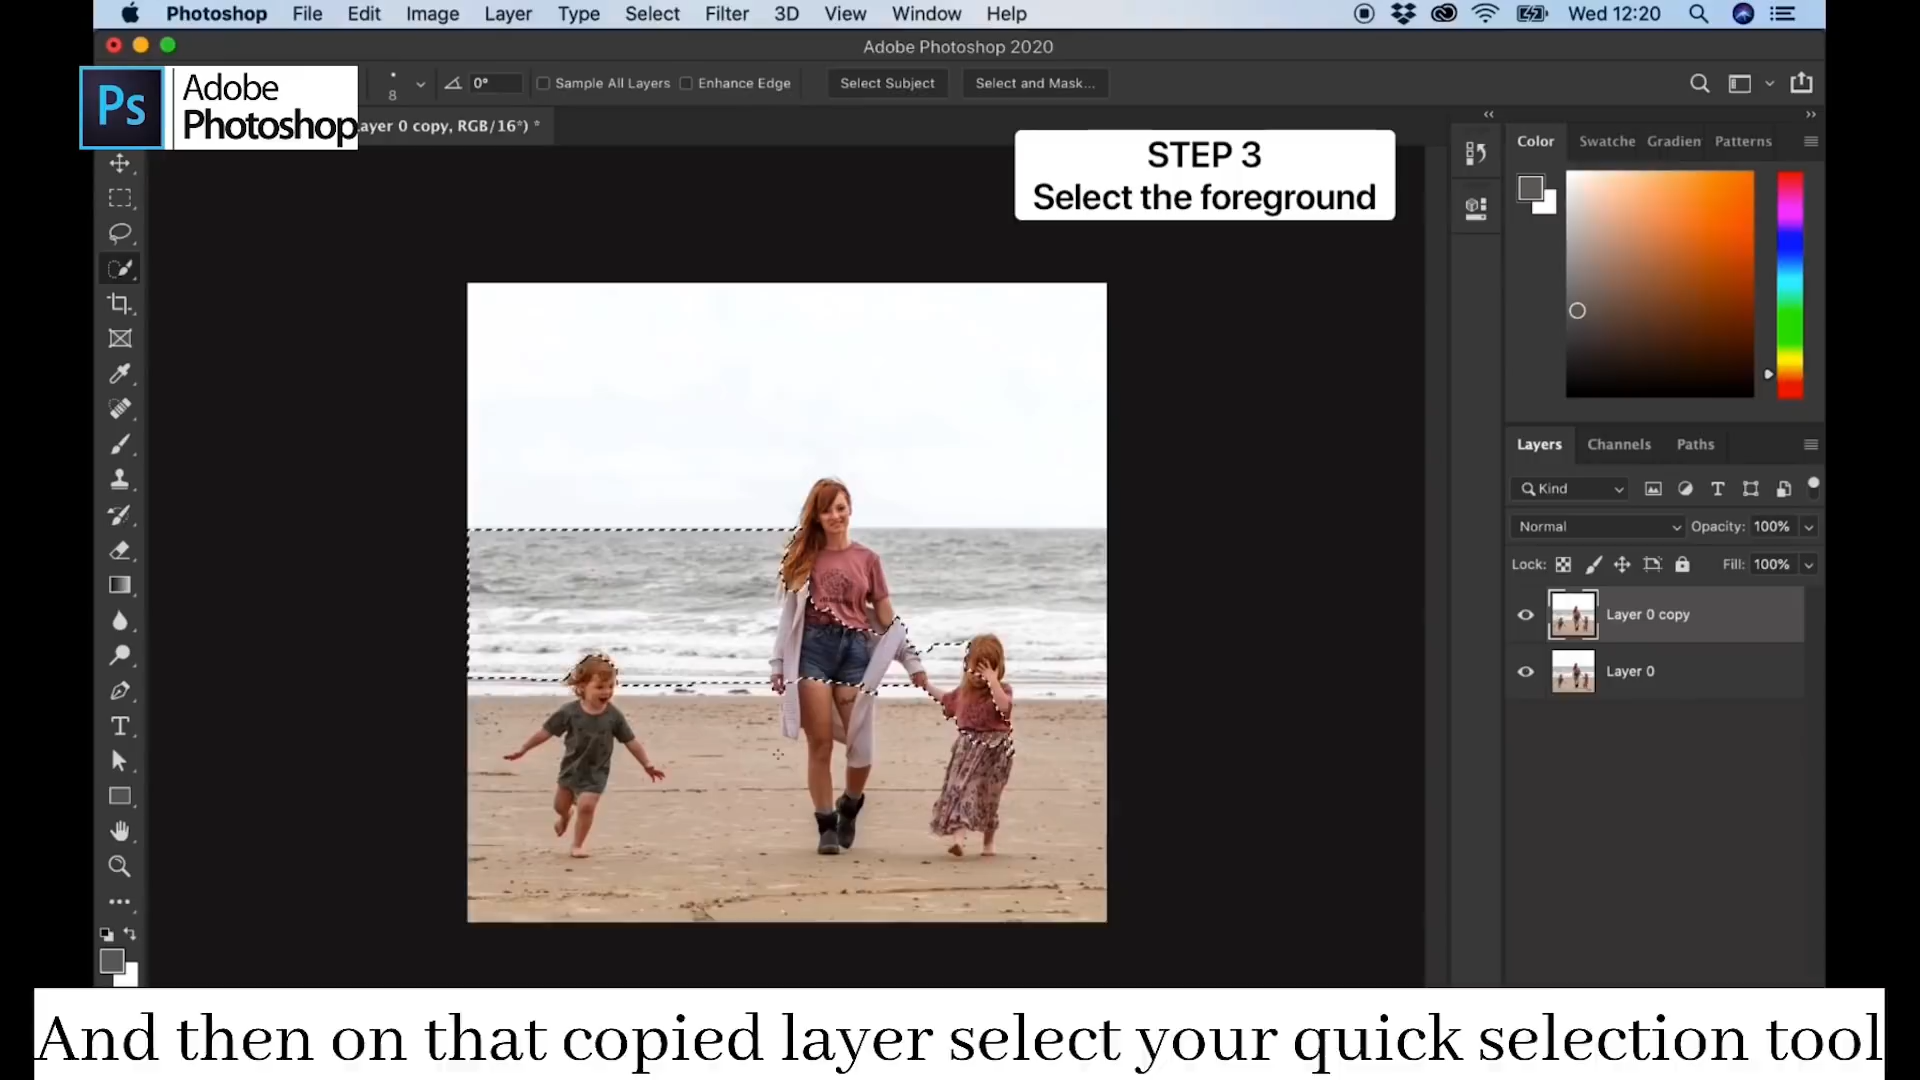 Photoshop File Edit Image Layer Type Select Filter 3D View Window Help Wed 12:20
Adobe Photoshop 2020
8 0° Sample All Layers Enhance Edge Select Subject Select and Mask...
Ps Adobe
Photoshop
ayer 0 copy, RGB/16*) *
STEP 3
Select the foreground
Color Swatche Gradien Patterns
Layers Channels Paths
Kind
Normal Opacity: 100%
Lock: Fill: 100%
Layer 0 copy
Layer 0
And then on that copied layer select your quick selection tool